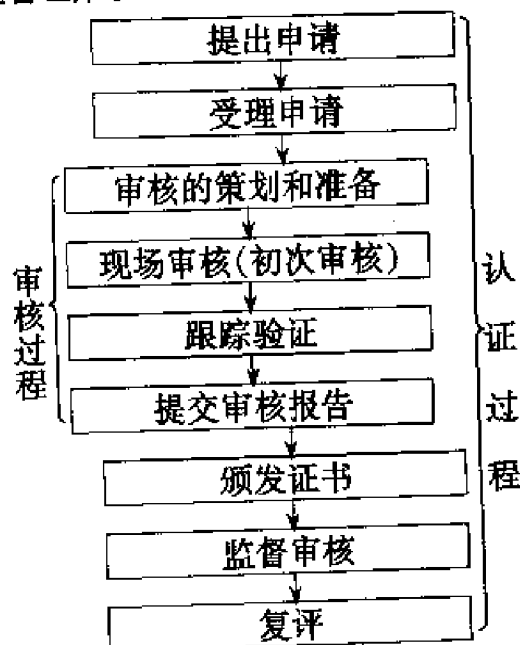 提出申请
受理申请
审核的策划和准备
现场审核(初次审核)
跟踪验证
提交审核报告
颁发证书
监督审核
复评
审核过程
认证过程